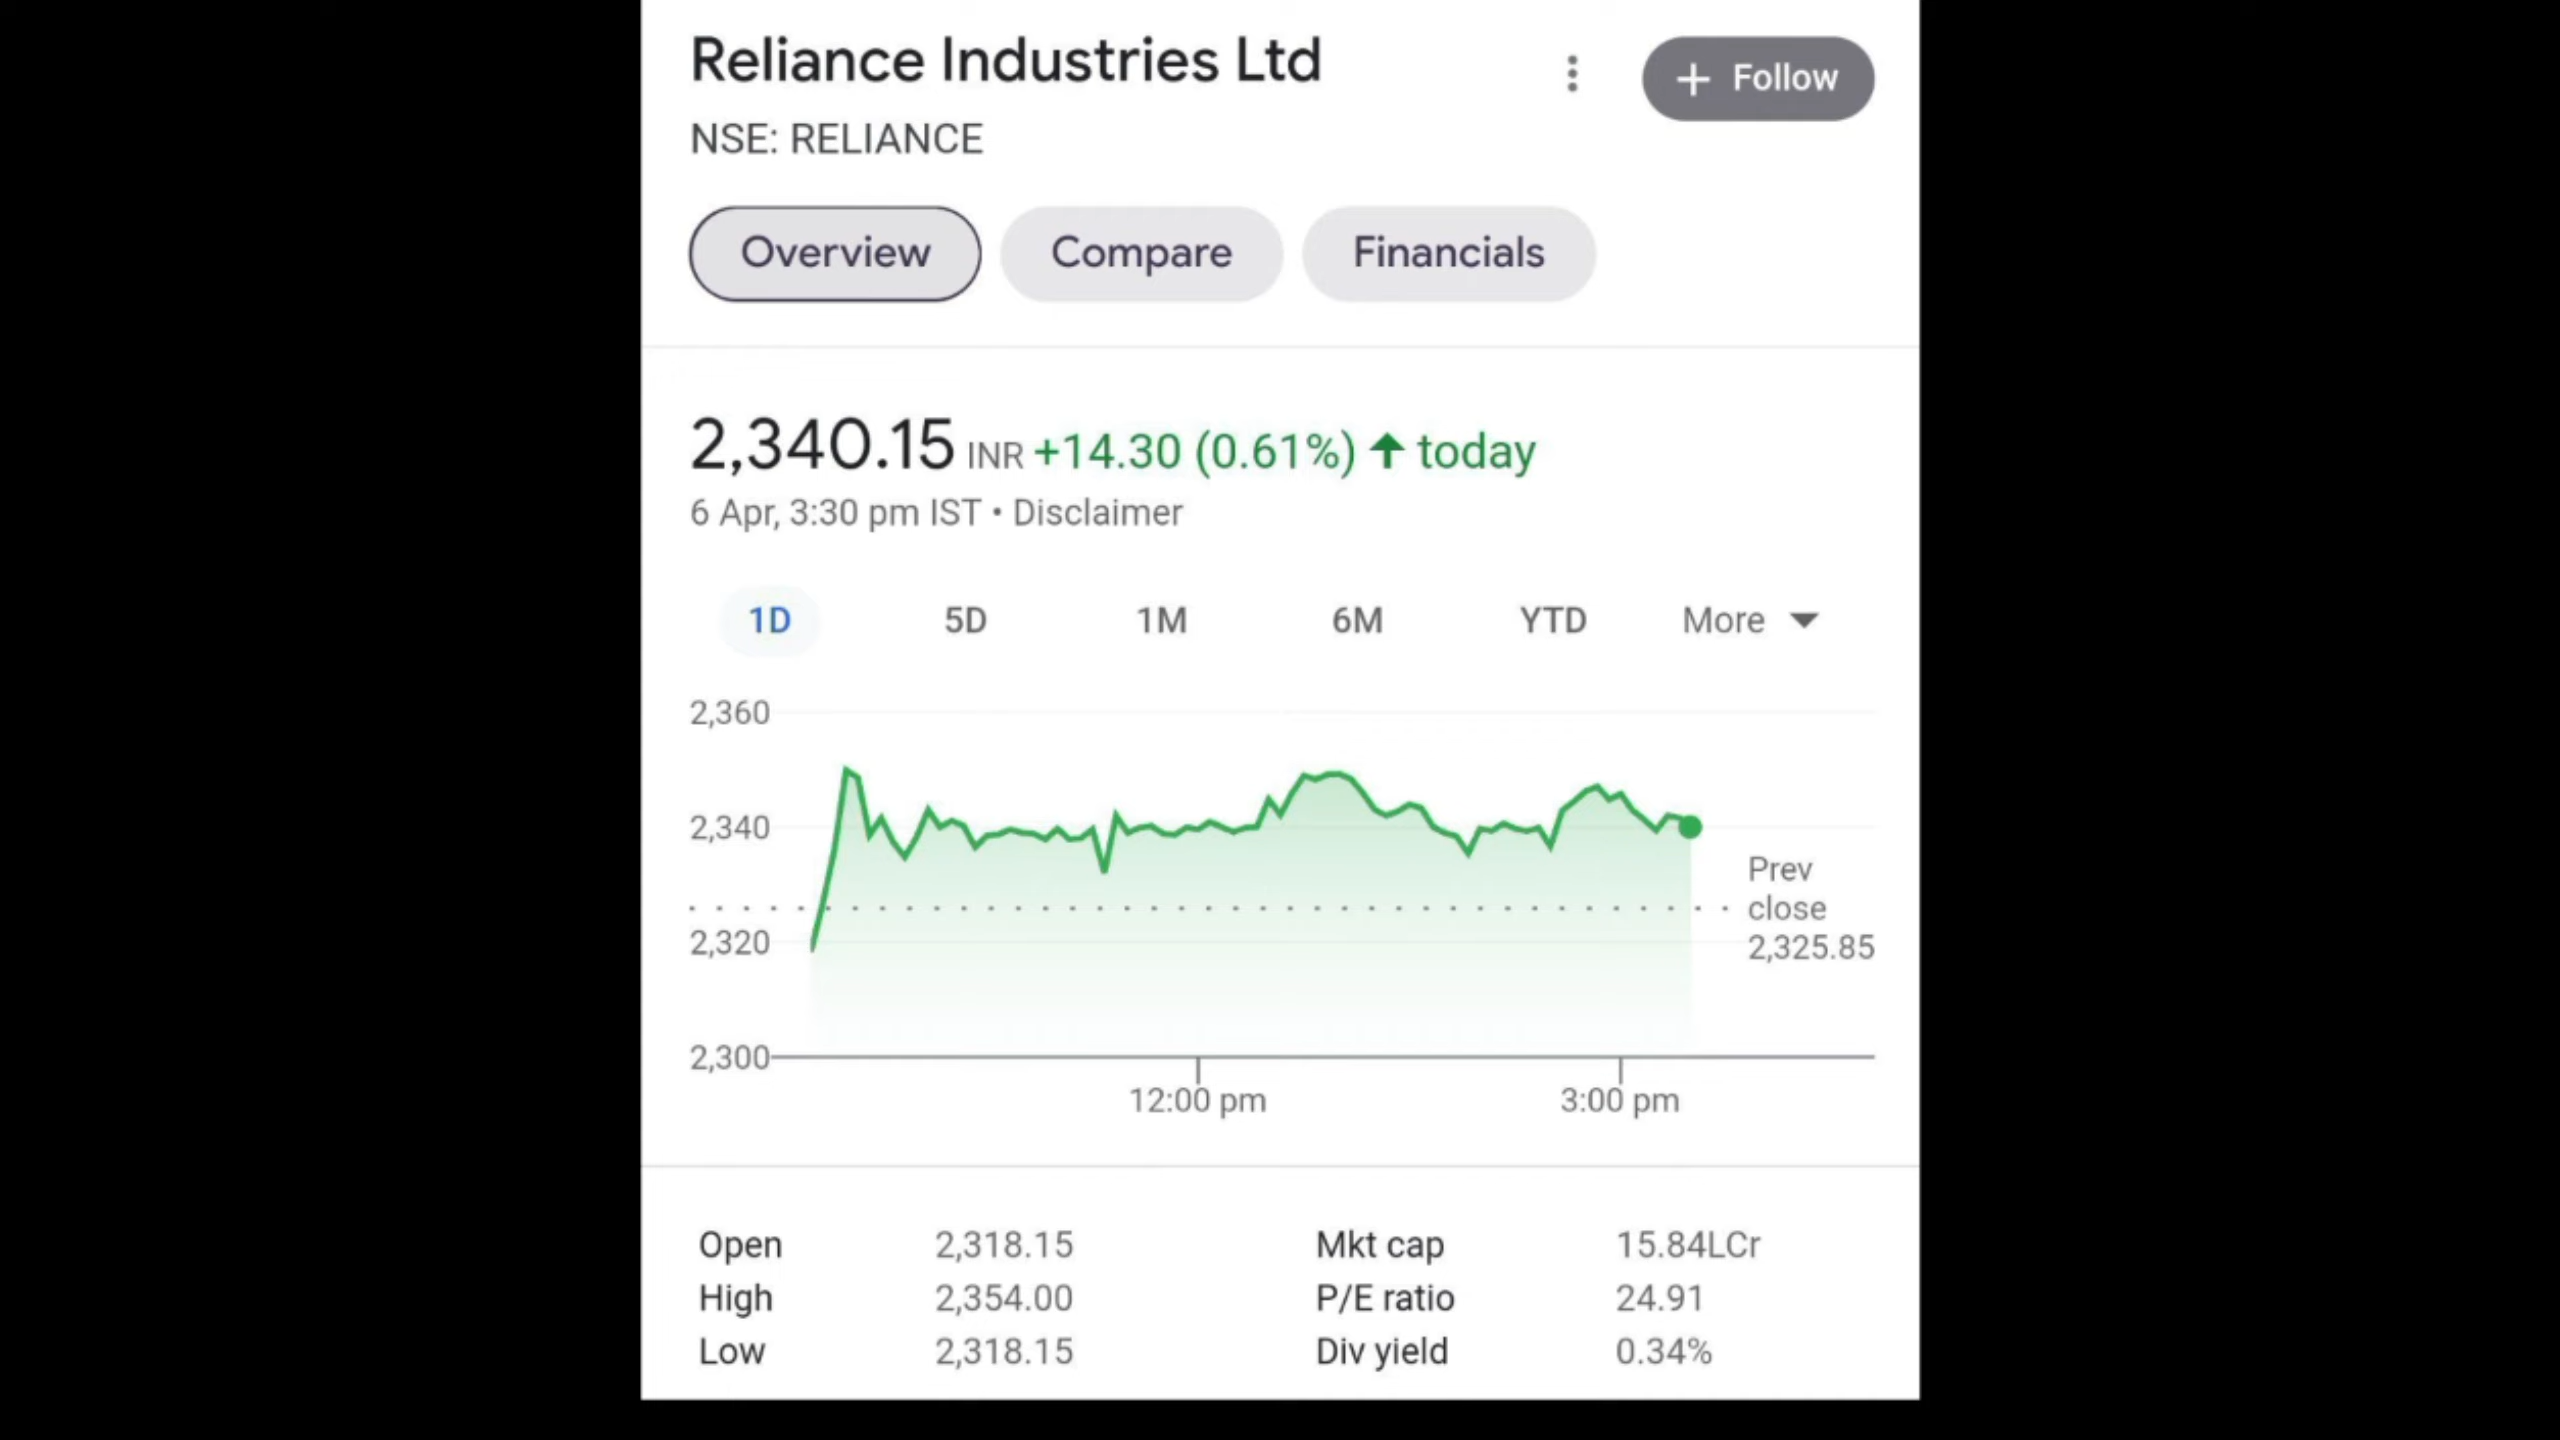 Reliance Industries Ltd
+ Follow
NSE: RELIANCE
Overview Compare Financials
2,340.15 INR +14.30 (0.61%) ↑ today
6 Apr, 3:30 pm IST • Disclaimer
1D 5D 1M 6M YTD More
2,360
2,340
2,320
2,300
Prev
close
2,325.85
12:00 pm 3:00 pm
Open 2,318.15 Mkt cap 15.84LCr
High 2,354.00 P/E ratio 24.91
Low 2,318.15 Div yield 0.34%